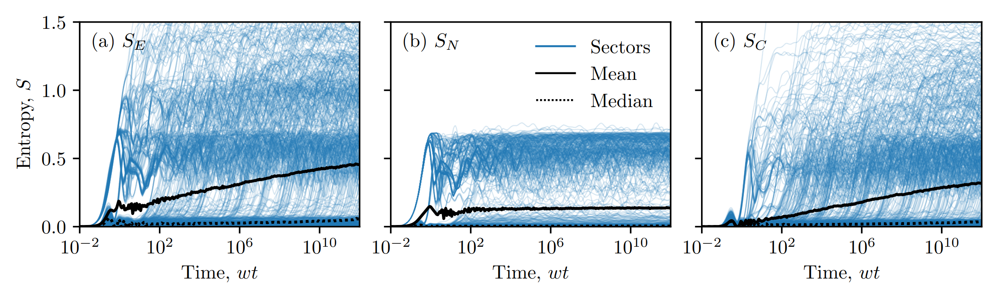 1.5
1.0
0.5
0.0
Entropy, S
(a) S_E
10^{-2}
10^2
10^6
10^{10}
Time, wt
(b) S_N
Sectors
Mean
Median
10^{-2}
10^2
10^6
10^{10}
Time, wt
(c) S_C
10^{-2}
10^2
10^6
10^{10}
Time, wt